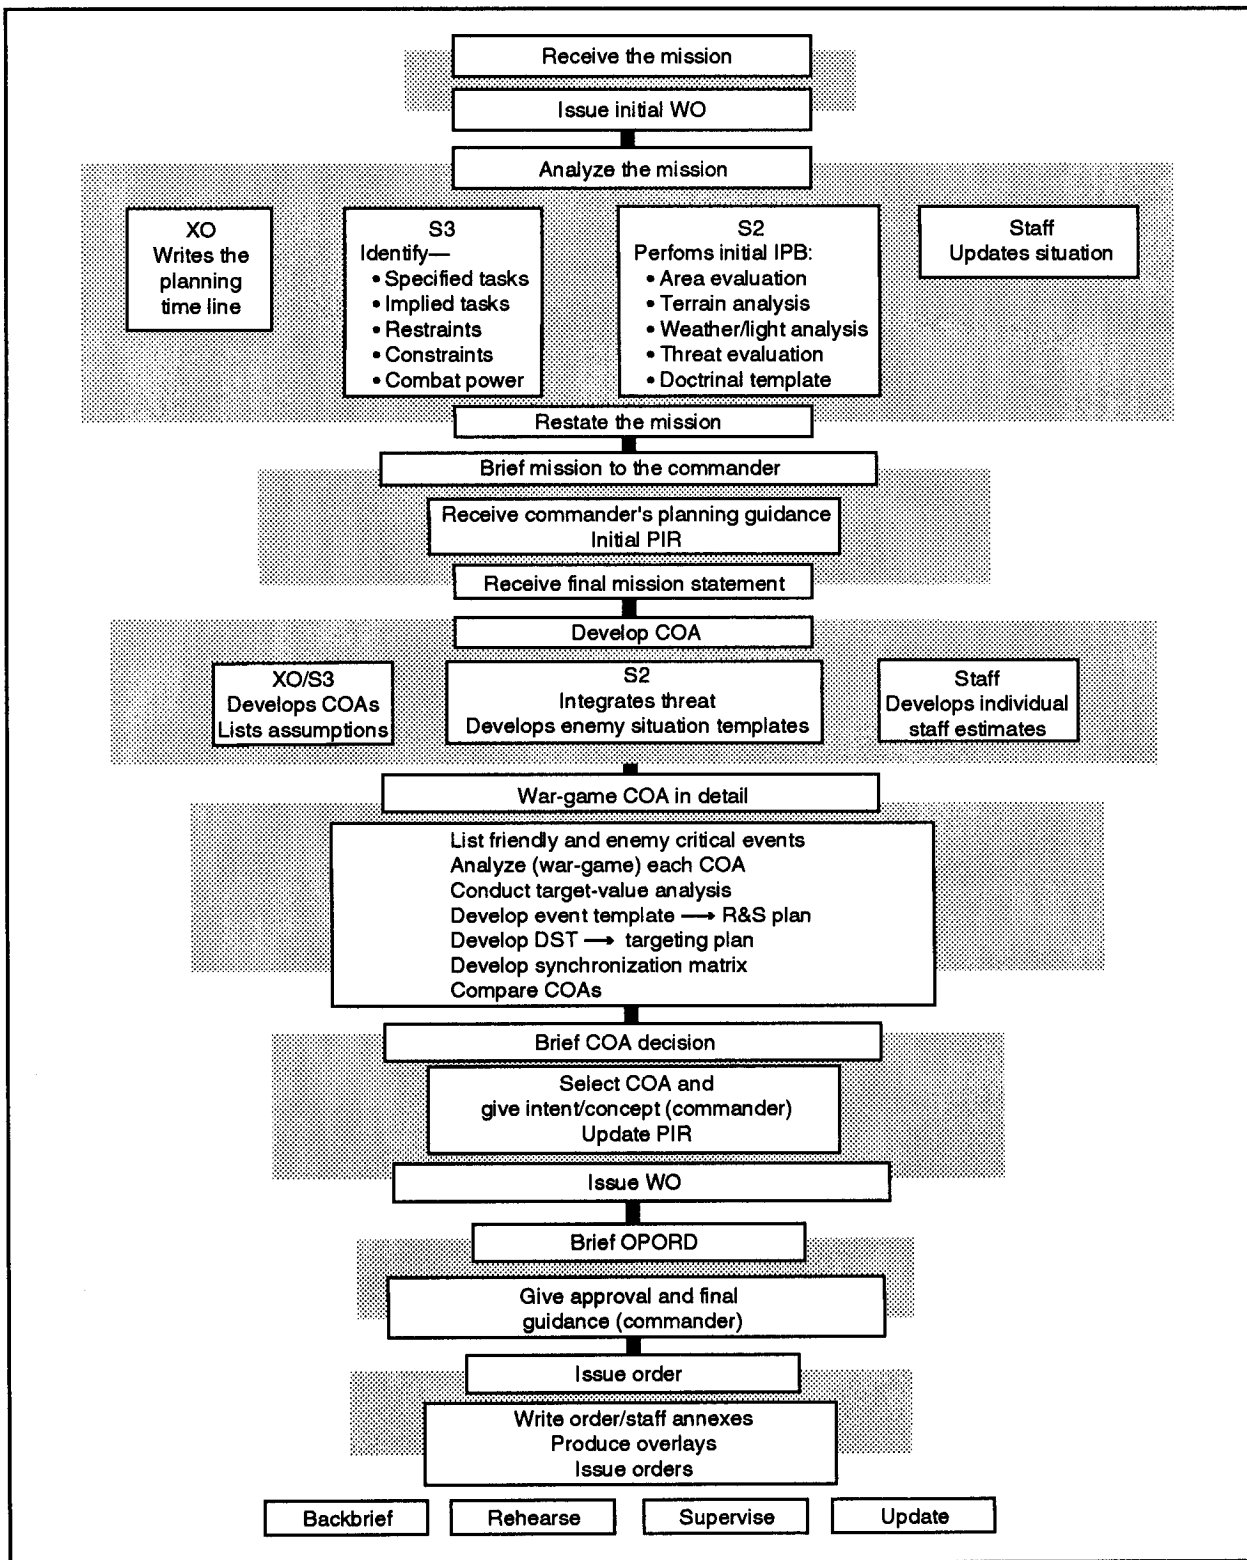 Receive the mission
Issue initial WO
Analyze the mission
XO
Writes the
planning
time line
S3
Identify—
• Specified tasks
• Implied tasks
• Restraints
• Constraints
• Combat power
S2
Perfoms initial IPB:
• Area evaluation
• Terrain analysis
• Weather/light analysis
• Threat evaluation
• Doctrinal template
Staff
Updates situation
Restate the mission
Brief mission to the commander
Receive commander's planning guidance
Initial PIR
Receive final mission statement
Develop COA
XO/S3
Develops COAs
Lists assumptions
S2
Integrates threat
Develops enemy situation templates
Staff
Develops individual
staff estimates
War-game COA in detail
List friendly and enemy critical events
Analyze (war-game) each COA
Conduct target-value analysis
Develop event template → R&S plan
Develop DST → targeting plan
Develop synchronization matrix
Compare COAs
Brief COA decision
Select COA and
give intent/concept (commander)
Update PIR
Issue WO
Brief OPORD
Give approval and final
guidance (commander)
Issue order
Write order/staff annexes
Produce overlays
Issue orders
Backbrief
Rehearse
Supervise
Update